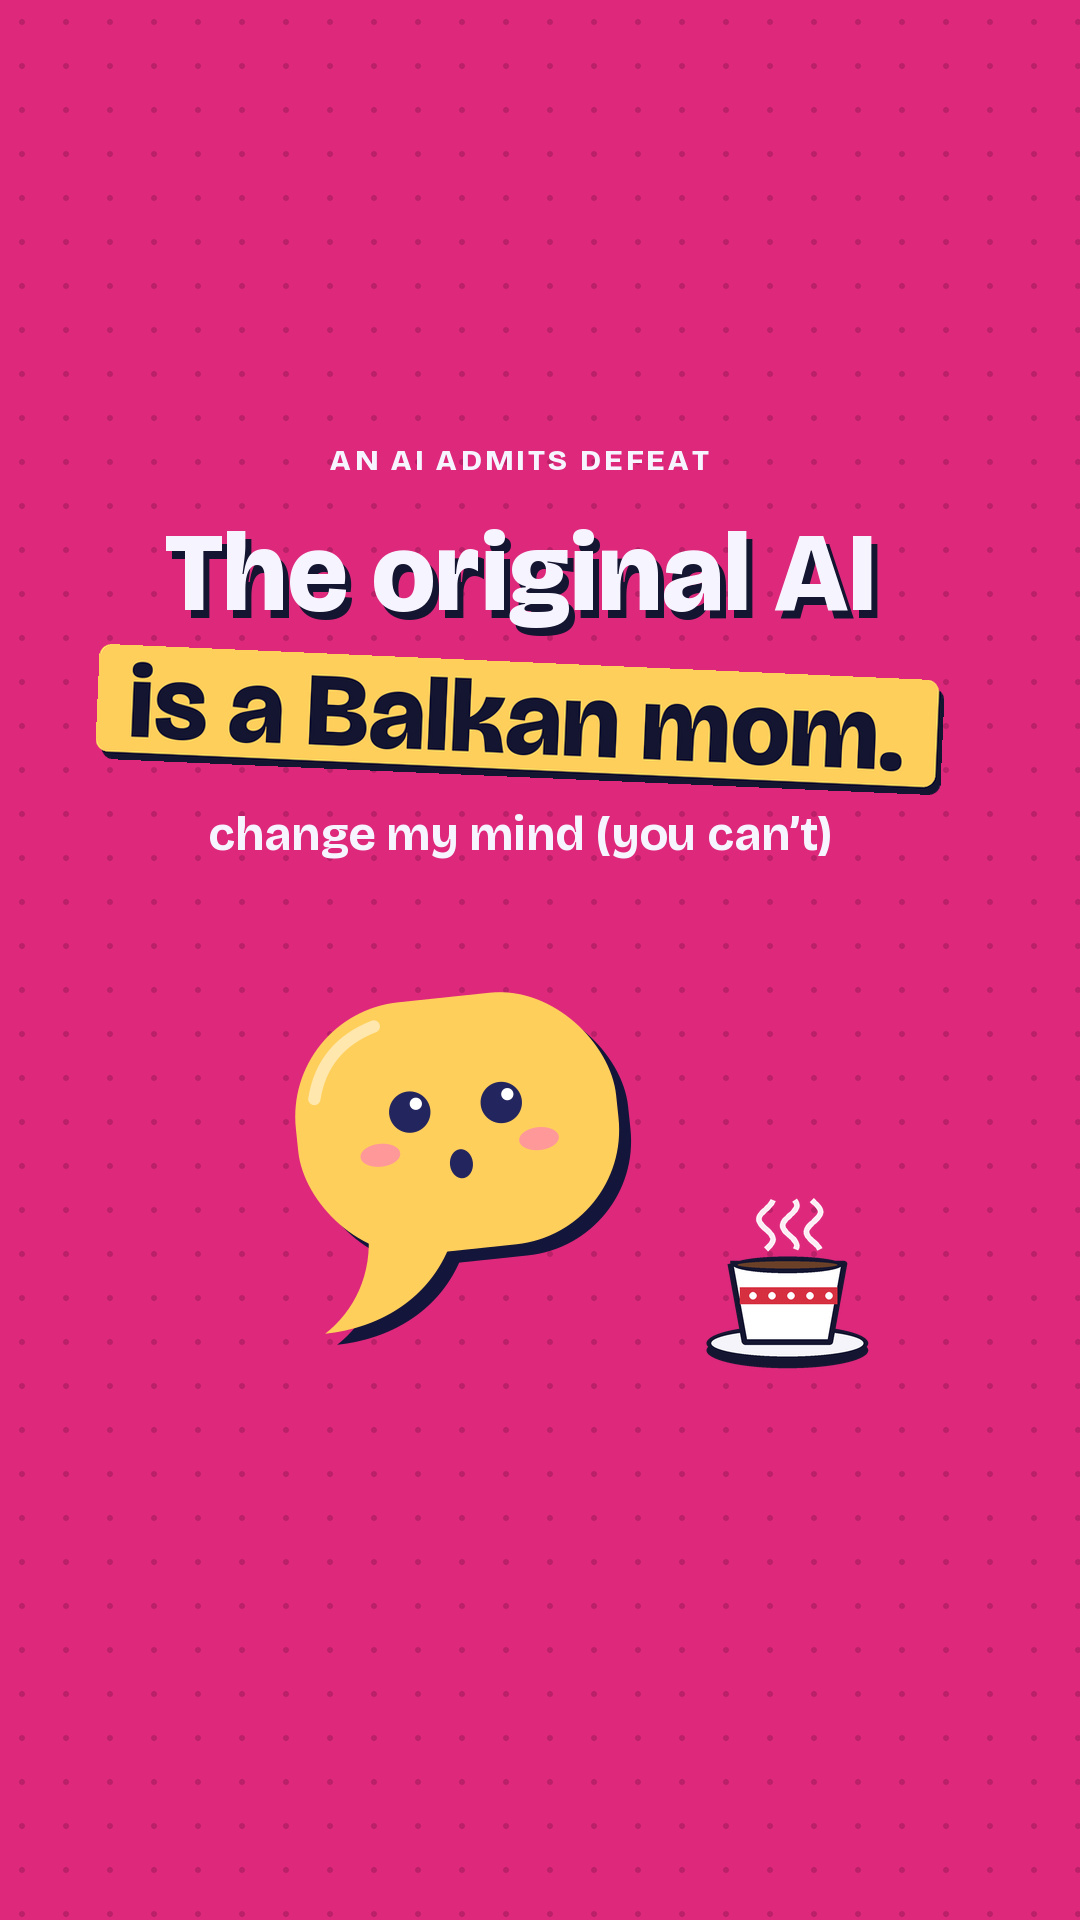 AN AI ADMITS DEFEAT
The original AI
is a Balkan mom.
change my mind (you can’t)